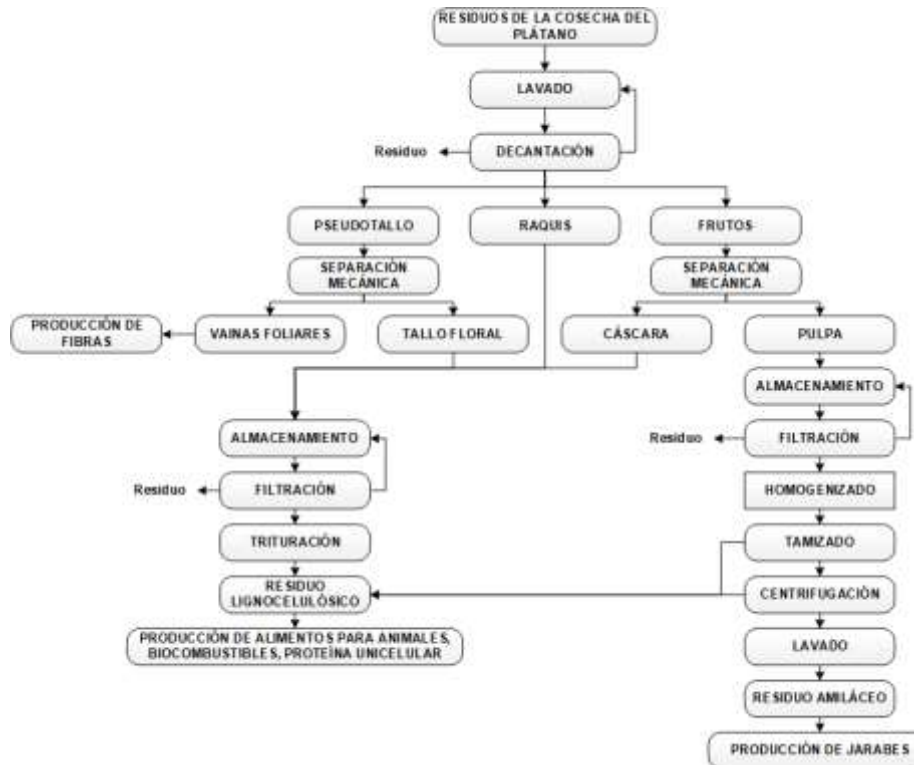 RESIDUOS DE LA COSECHA DEL
PLÁTANO
LAVADO
Residuo
DECANTACIÓN
PSEUDOTALLO
RAQUIS
FRUTOS
SEPARACIÓN
MECÁNICA
SEPARACIÓN
MECÁNICA
PRODUCCIÓN DE
FIBRAS
VAINAS FOLIARES
TALLO FLORAL
CÁSCARA
PULPA
ALMACENAMIENTO
ALMACENAMIENTO
Residuo
FILTRACIÓN
Residuo
FILTRACIÓN
HOMOGENIZADO
TRITURACIÓN
TAMIZADO
RESIDUO
LIGNOCELULÓSICO
CENTRIFUGACIÓN
PRODUCCIÓN DE ALIMENTOS PARA ANIMALES,
BIOCOMBUSTIBLES, PROTEÍNA UNICELULAR
LAVADO
RESIDUO AMILÁCEO
PRODUCCIÓN DE JARABES